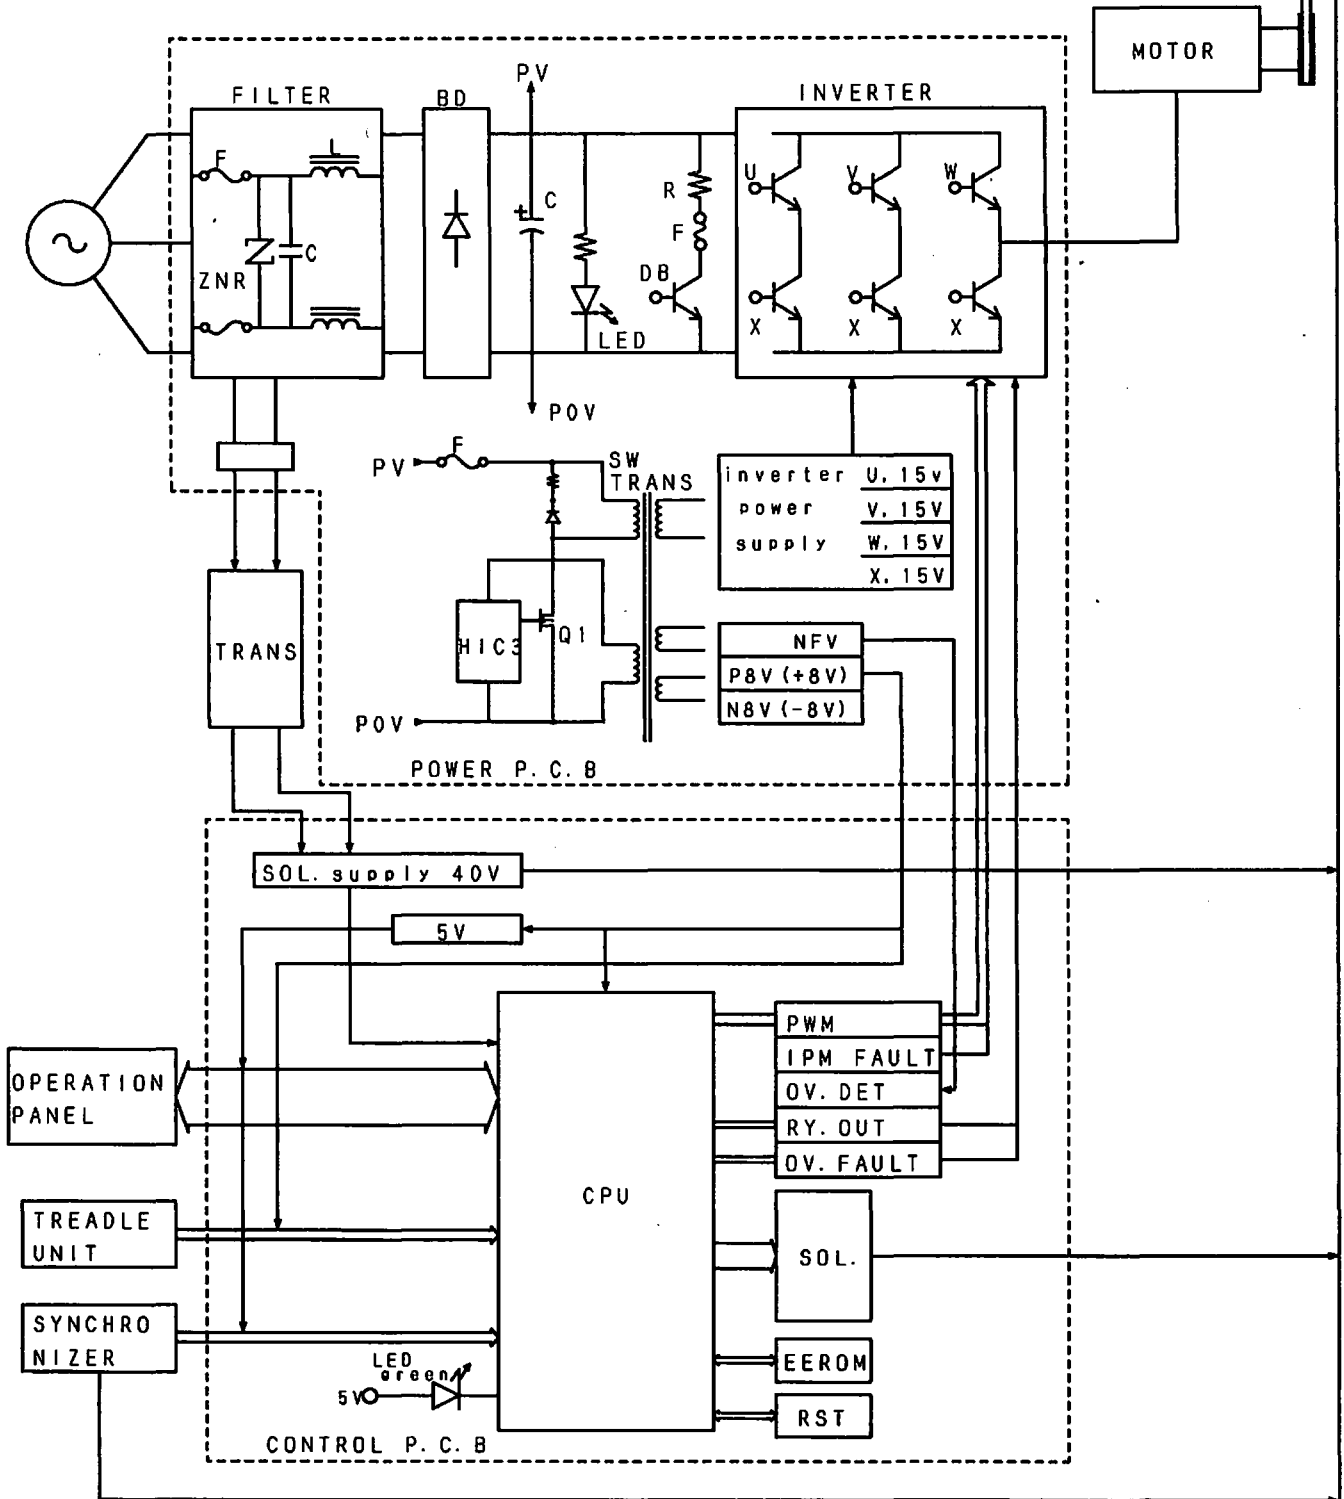 MOTOR
FILTER
BD
PV
INVERTER
F
L
ZNR
C
C
LED
R
F
DB
U
V
W
X
X
X
POV
PV
F
SW
TRANS
inverter
power
supply
U. 15v
V. 15V
W. 15V
X. 15V
TRANS
HIC3
Q1
NFV
P8V (+8V)
N8V (-8V)
POV
POWER P. C. B
SOL. supply 40V
5V
OPERATION
PANEL
CPU
PWM
IPM FAULT
OV. DET
RY. OUT
OV. FAULT
TREADLE
UNIT
SOL.
SYNCHRO
NIZER
LED
green
5V
EEROM
RST
CONTROL P. C. B